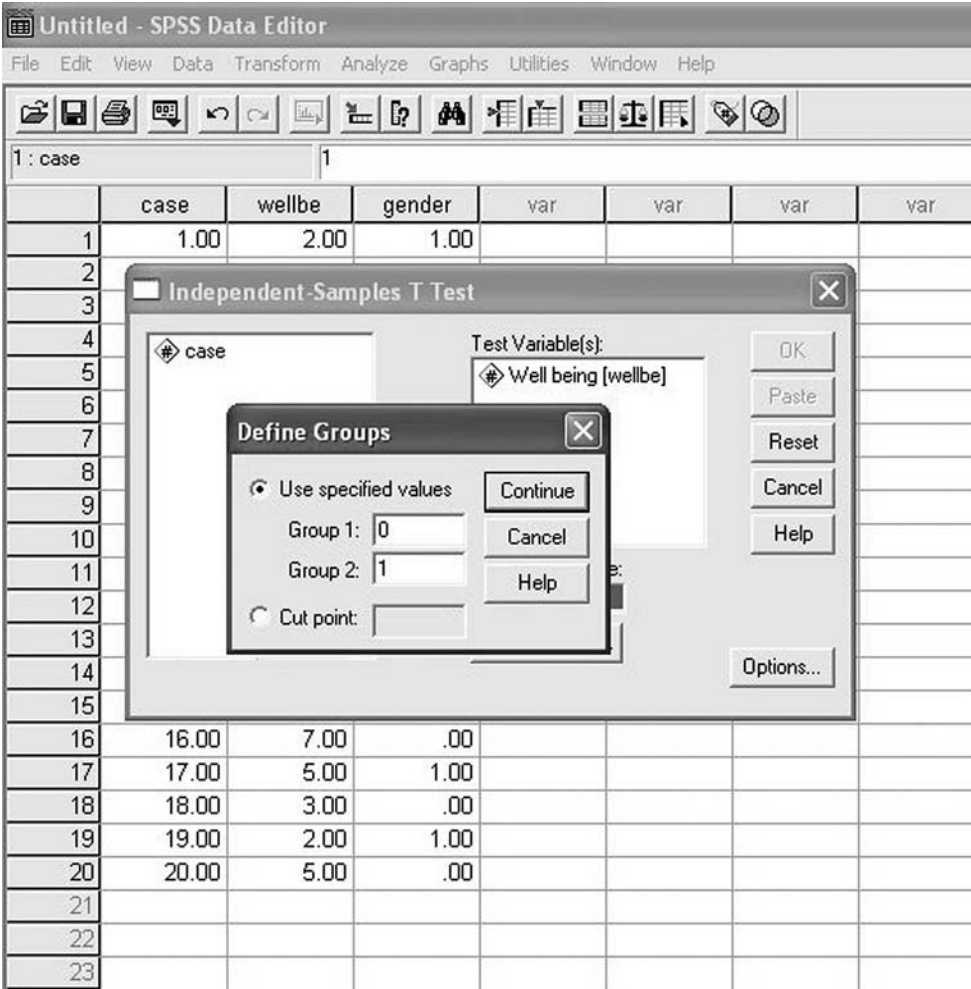 Untitled - SPSS Data Editor
File Edit View Data Transform Analyze Graphs Utilities Window Help
1 : case 1
case wellbe gender var var var var
1 1.00 2.00 1.00
2
Independent-Samples T Test
3
4
case
Test Variable(s):
OK
5
Well being [wellbe]
Paste
6
7
Define Groups
Reset
8
Use specified values
Continue
Cancel
9
Group 1: 0
Cancel
Help
10
Group 2: 1
Help
11
12
Cut point:
13
14
Options...
15
16 16.00 7.00 .00
17 17.00 5.00 1.00
18 18.00 3.00 .00
19 19.00 2.00 1.00
20 20.00 5.00 .00
21
22
23